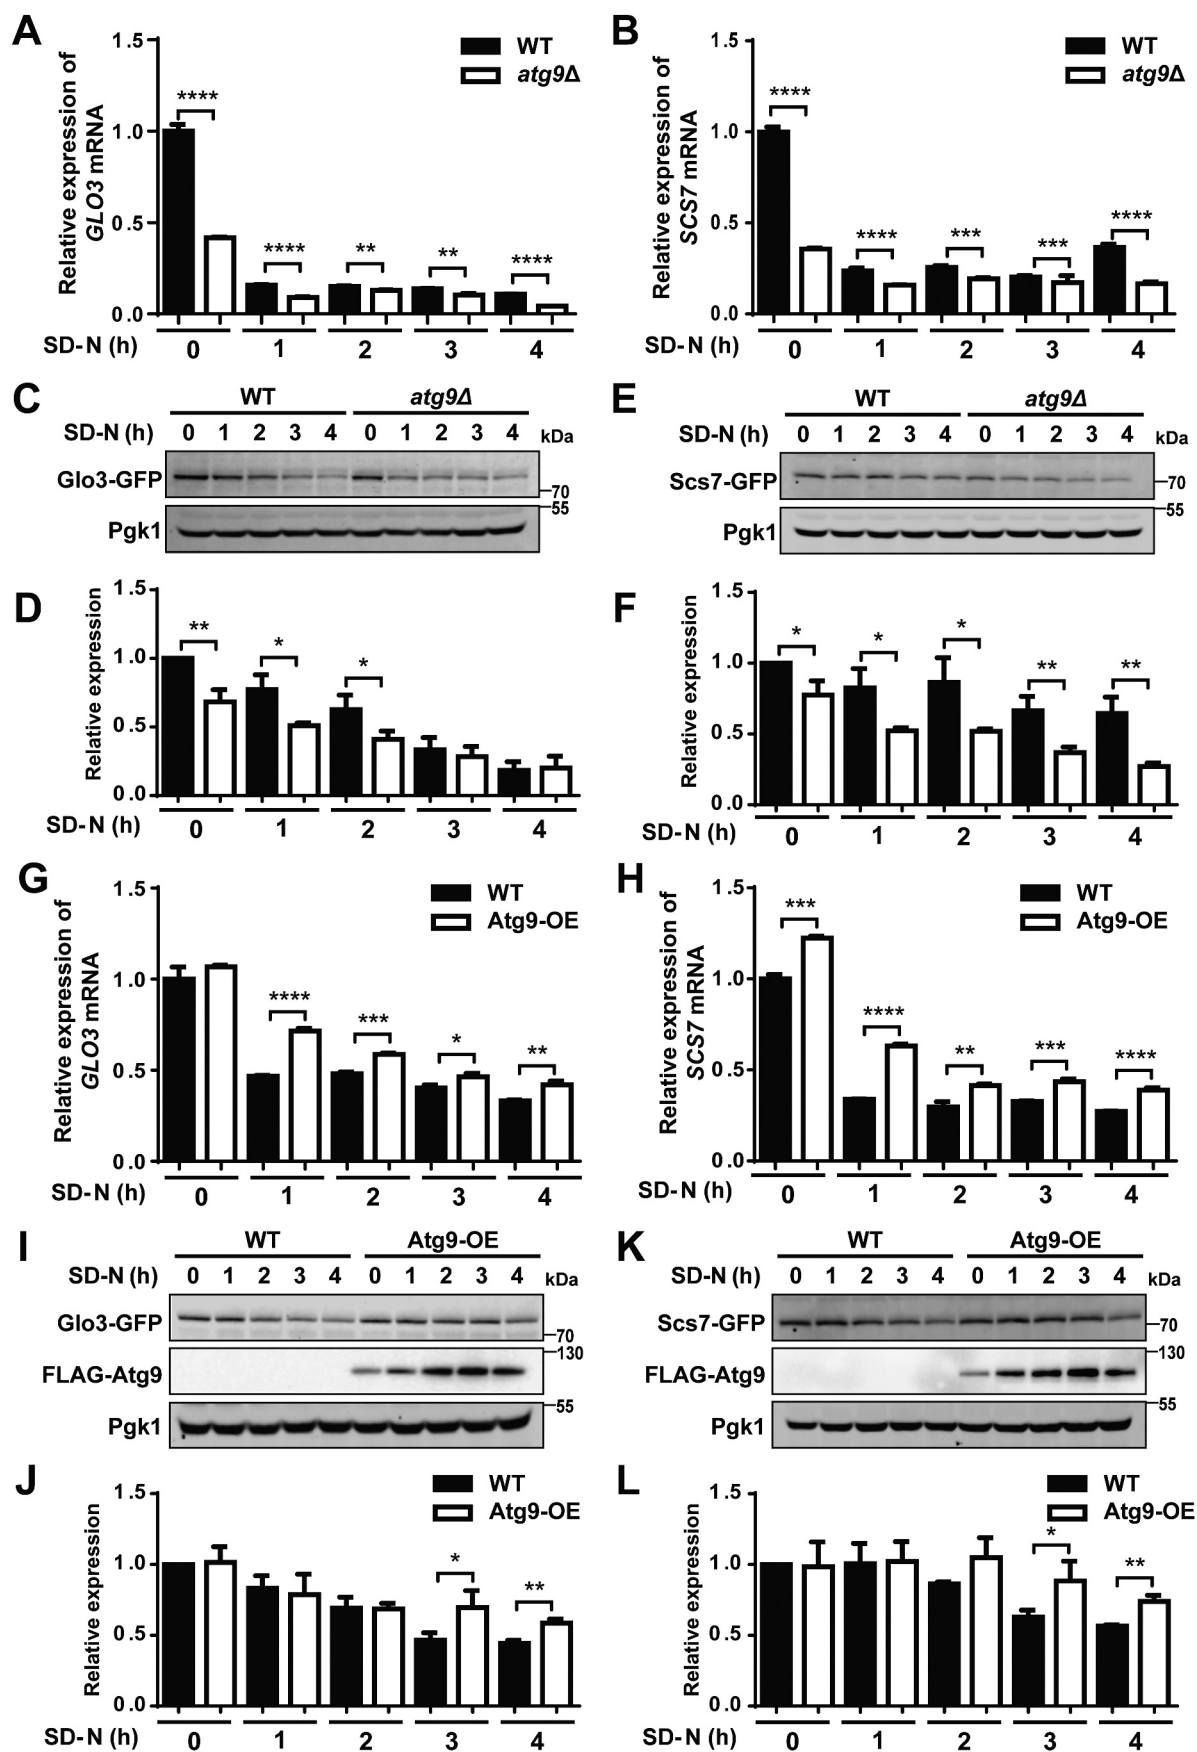 A
Relative expression of
GLO3 mRNA
1.5
1.0
0.5
0.0
WT
atg9Δ
****
****
**
**
****
SD-N (h) 0 1 2 3 4
B
Relative expression of
SCS7 mRNA
1.5
1.0
0.5
0.0
WT
atg9Δ
****
****
***
***
****
SD-N (h) 0 1 2 3 4
C
WT atg9Δ
SD-N (h) 0 1 2 3 4 0 1 2 3 4 kDa
Glo3-GFP
70
55
Pgk1
E
WT atg9Δ
SD-N (h) 0 1 2 3 4 0 1 2 3 4 kDa
Scs7-GFP
70
55
Pgk1
D
Relative expression
1.5
1.0
0.5
0.0
**
*
*
SD-N (h) 0 1 2 3 4
F
Relative expression
1.5
1.0
0.5
0.0
*
*
*
**
**
SD-N (h) 0 1 2 3 4
G
Relative expression of
GLO3 mRNA
1.5
1.0
0.5
0.0
WT
Atg9-OE
****
***
*
**
SD-N (h) 0 1 2 3 4
H
Relative expression of
SCS7 mRNA
1.5
1.0
0.5
0.0
WT
Atg9-OE
***
****
**
***
****
SD-N (h) 0 1 2 3 4
I
WT Atg9-OE
SD-N (h) 0 1 2 3 4 0 1 2 3 4 kDa
Glo3-GFP
70
130
FLAG-Atg9
55
Pgk1
K
WT Atg9-OE
SD-N (h) 0 1 2 3 4 0 1 2 3 4 kDa
Scs7-GFP
70
130
FLAG-Atg9
55
Pgk1
J
Relative expression
1.5
1.0
0.5
0.0
WT
Atg9-OE
*
**
SD-N (h) 0 1 2 3 4
L
Relative expression
1.5
1.0
0.5
0.0
WT
Atg9-OE
*
**
SD-N (h) 0 1 2 3 4